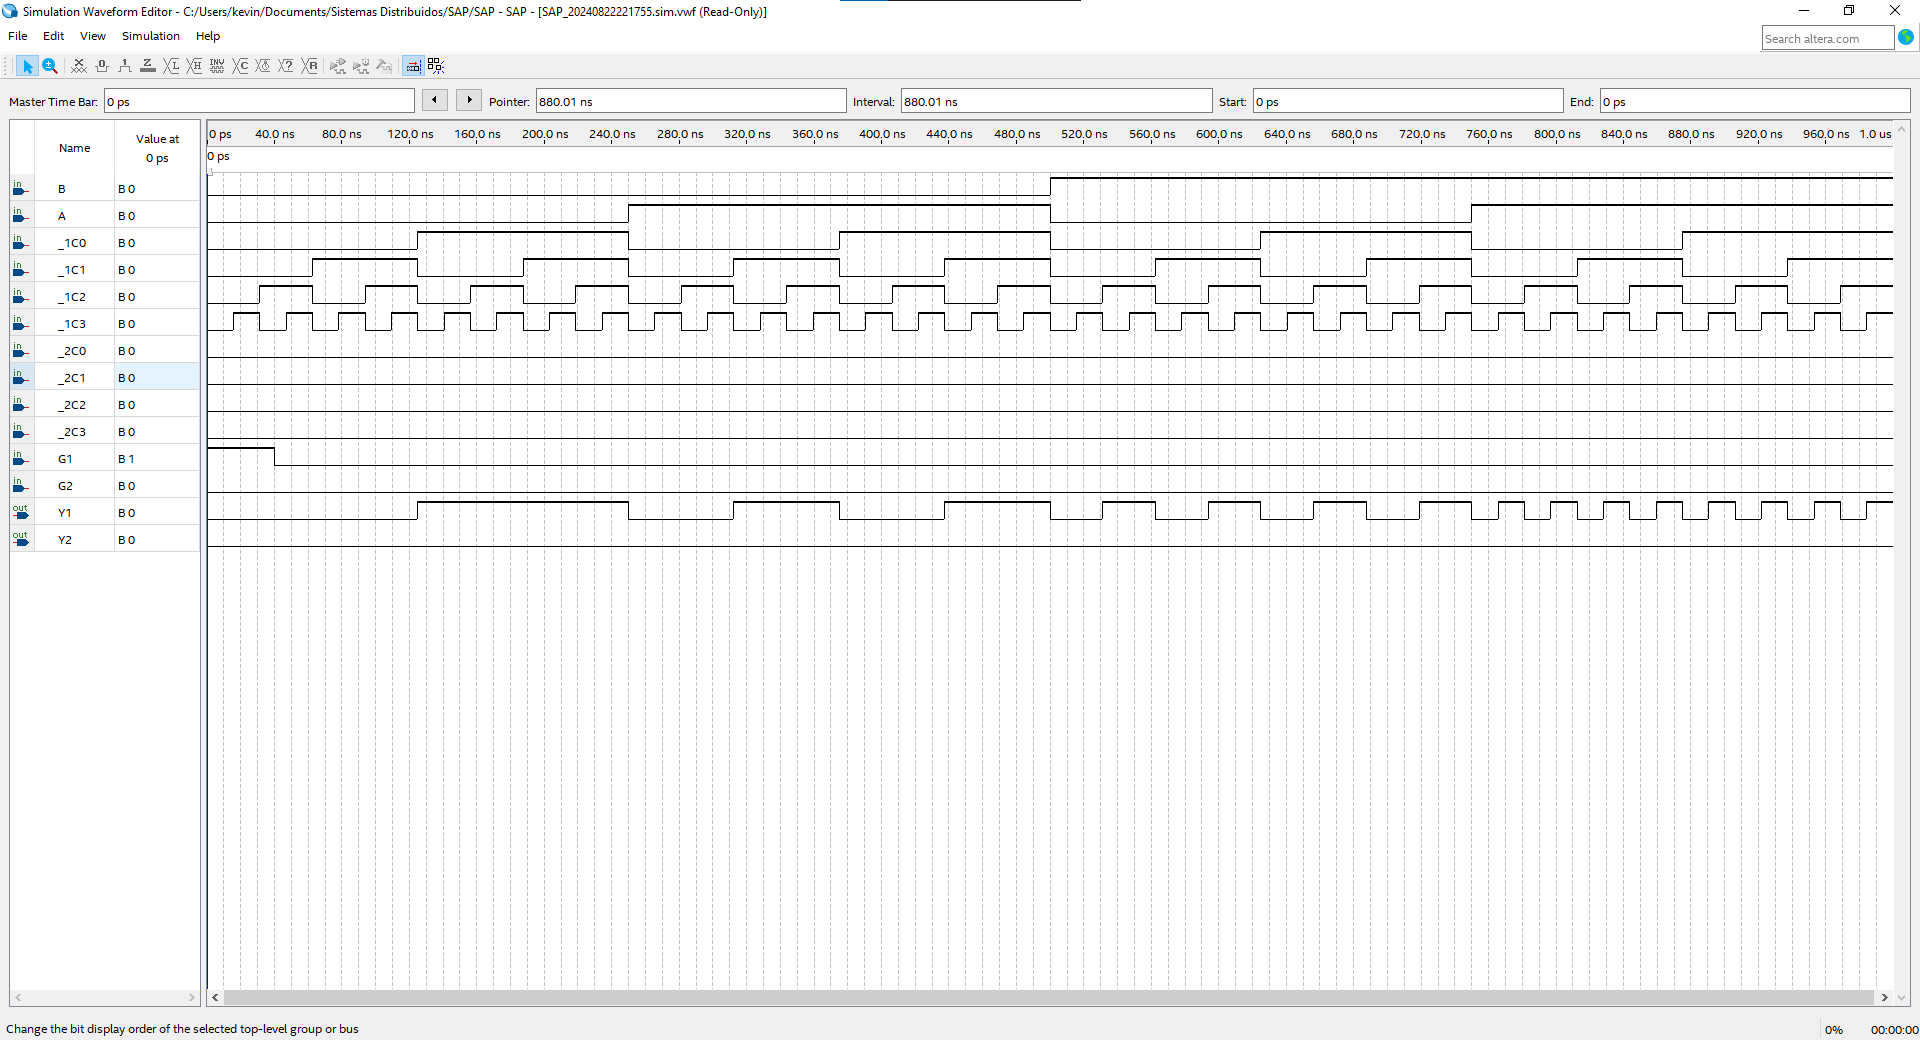 Simulation Waveform Editor - C:/Users/kevin/Documents/Sistemas Distribuidos/SAP/SAP - SAP - [SAP_20240822221755.sim.vwf (Read-Only)]
File Edit View Simulation Help
Search altera.com
Master Time Bar: 0 ps Pointer: 880.01 ns Interval: 880.01 ns Start: 0 ps End: 0 ps
Name Value at 0 ps
0 ps 40.0 ns 80.0 ns 120.0 ns 160.0 ns 200.0 ns 240.0 ns 280.0 ns 320.0 ns 360.0 ns 400.0 ns 440.0 ns 480.0 ns 520.0 ns 560.0 ns 600.0 ns 640.0 ns 680.0 ns 720.0 ns 760.0 ns 800.0 ns 840.0 ns 880.0 ns 920.0 ns 960.0 ns 1.0 us
0 ps
in B B 0
in A B 0
in _1C0 B 0
in _1C1 B 0
in _1C2 B 0
in _1C3 B 0
in _2C0 B 0
in _2C1 B 0
in _2C2 B 0
in _2C3 B 0
in G1 B 1
in G2 B 0
out Y1 B 0
out Y2 B 0
Change the bit display order of the selected top-level group or bus
0% 00:00:00